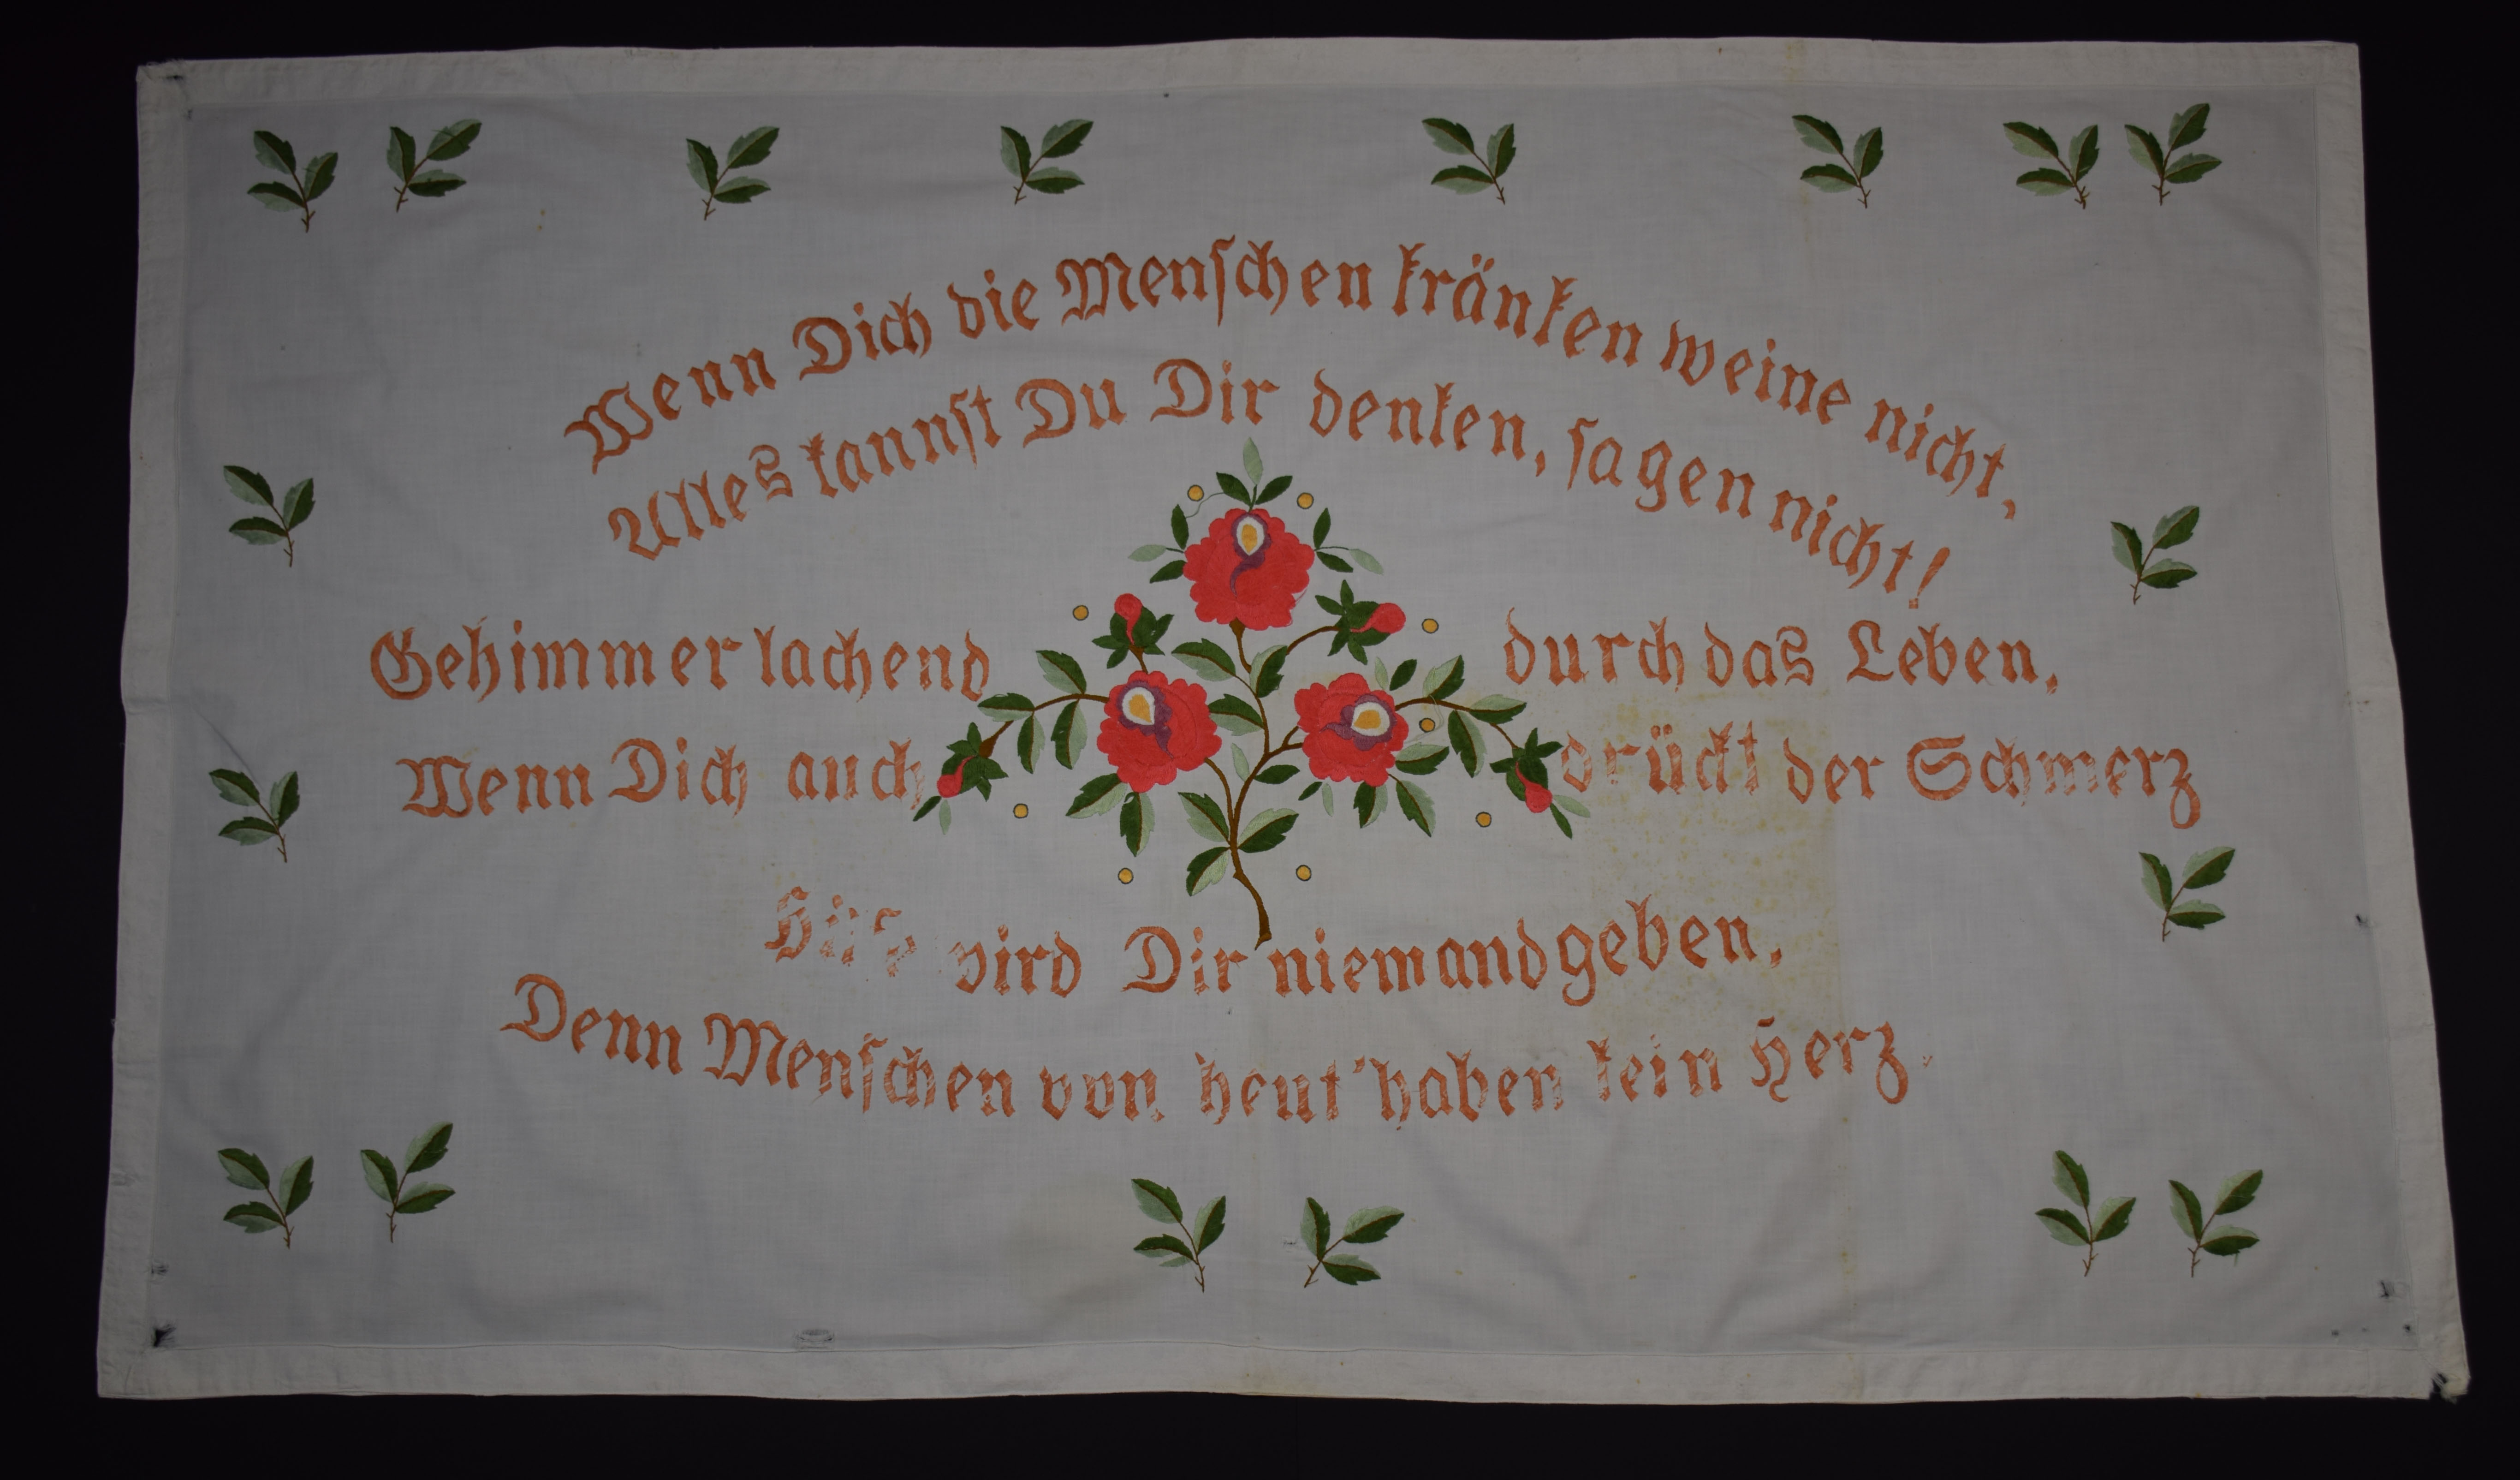 Wenn Dich die Menschen kränken weine nicht,
Alles kannst Du Dir denken, sagen nicht!
Geh immer lachend durch das Leben,
Wenn Dich auch drückt der Schmerz
Hilfe wird Dir niemand geben,
Denn Menschen von heut' haben kein Herz.